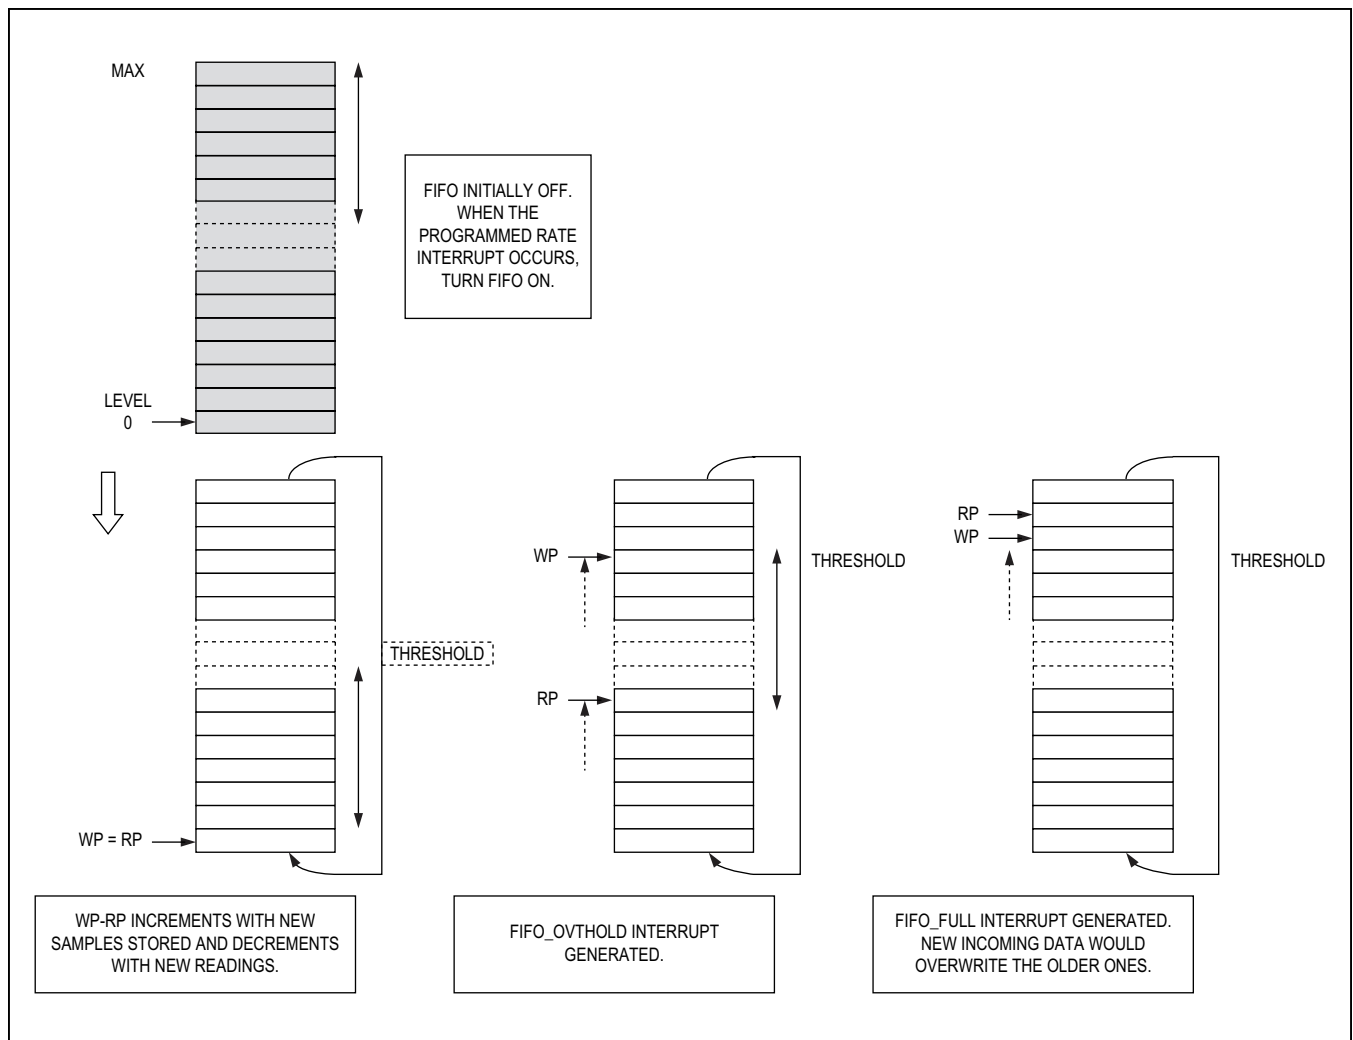 MAX
FIFO INITIALLY OFF.
WHEN THE
PROGRAMMED RATE
INTERRUPT OCCURS,
TURN FIFO ON.
LEVEL
0
THRESHOLD
WP = RP
WP-RP INCREMENTS WITH NEW
SAMPLES STORED AND DECREMENTS
WITH NEW READINGS.
WP
THRESHOLD
RP
FIFO_OVTHOLD INTERRUPT
GENERATED.
RP
WP
THRESHOLD
FIFO_FULL INTERRUPT GENERATED.
NEW INCOMING DATA WOULD
OVERWRITE THE OLDER ONES.